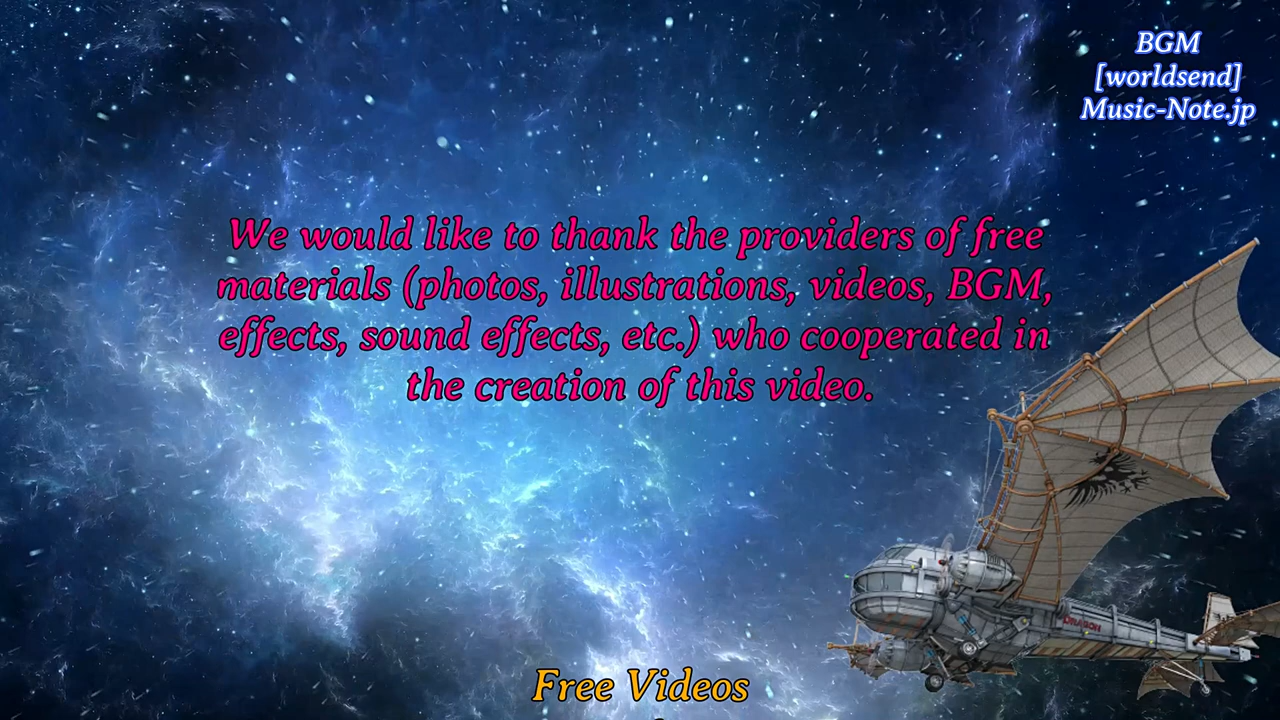 BGM
[worldsend]
Music-Note.jp
We would like to thank the providers of free
materials (photos, illustrations, videos, BGM,
effects, sound effects, etc.) who cooperated in
the creation of this video.
DRAGON
Free Videos